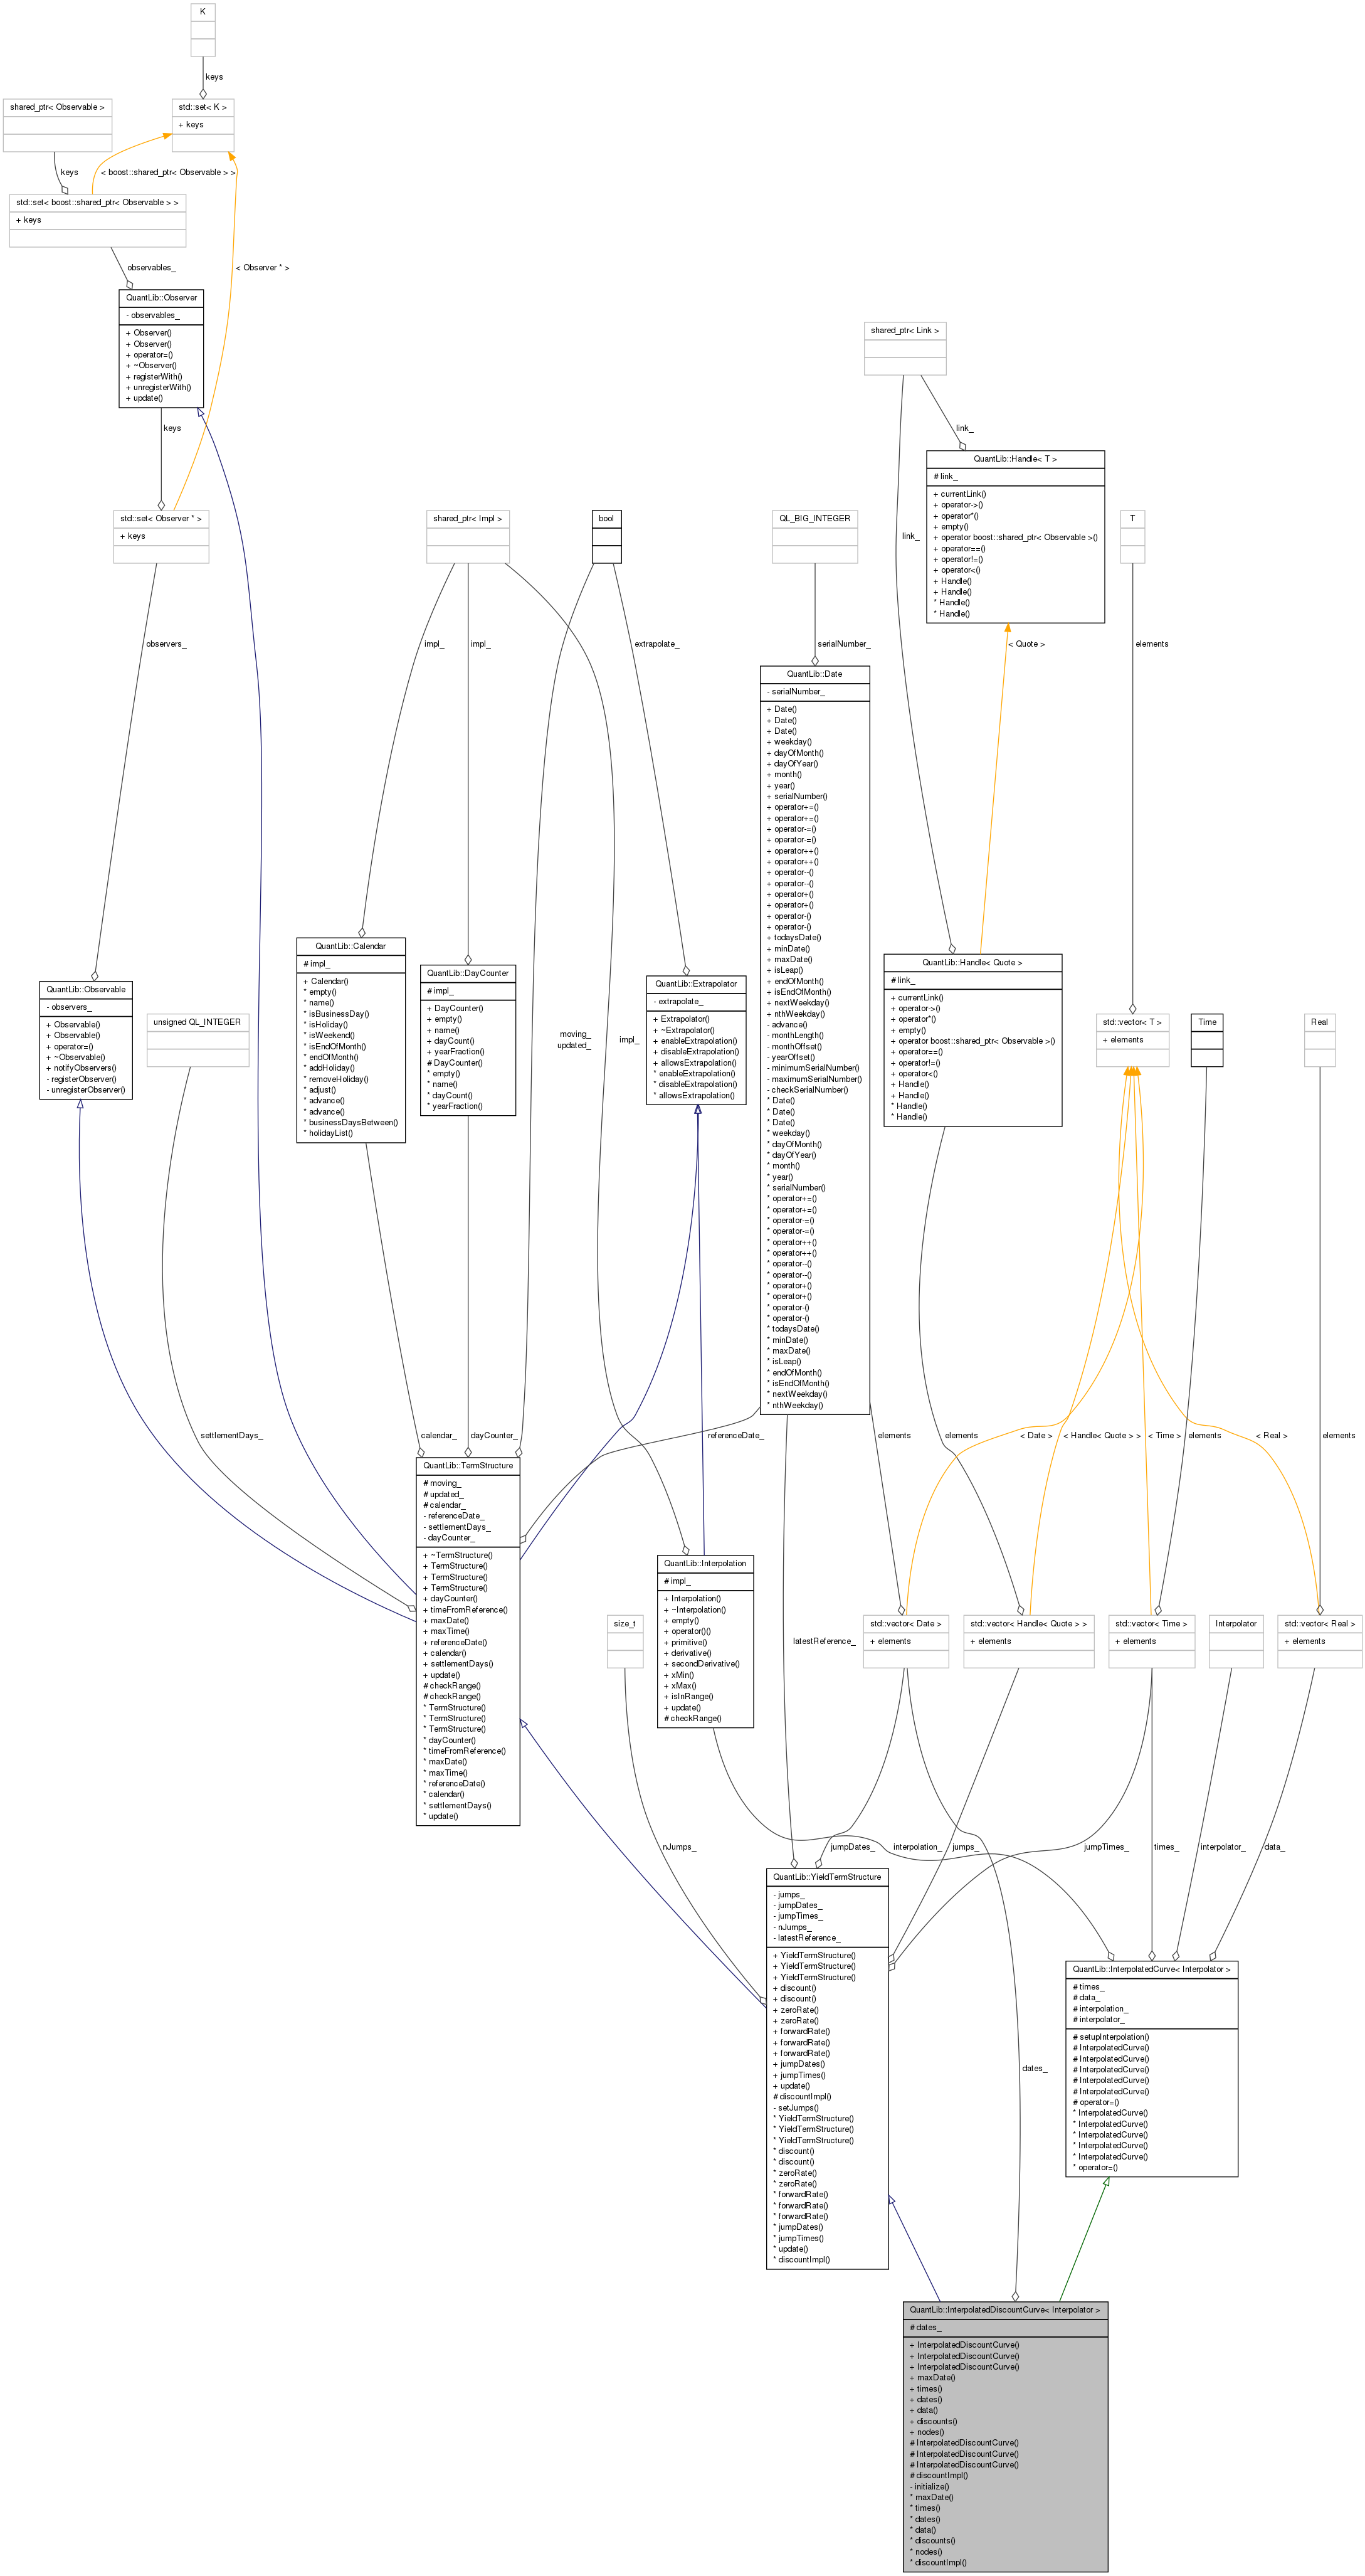 K
keys
shared_ptr< Observable >
std::set< K >
+ keys
keys
< boost::shared_ptr< Observable > >
std::set< boost::shared_ptr< Observable > >
+ keys
observables_
< Observer * >
QuantLib::Observer
- observables_
+ Observer()
+ Observer()
+ operator=()
+ ~Observer()
+ registerWith()
+ unregisterWith()
+ update()
shared_ptr< Link >
keys
link_
QuantLib::Handle< T >
# link_
+ currentLink()
+ operator->()
+ operator*()
+ empty()
+ operator boost::shared_ptr< Observable >()
+ operator==()
+ operator!=()
+ operator<()
+ Handle()
+ Handle()
* Handle()
* Handle()
std::set< Observer * >
+ keys
shared_ptr< Impl >
bool
QL_BIG_INTEGER
link_
T
observers_
impl_
impl_
extrapolate_
serialNumber_
< Quote >
elements
QuantLib::Date
- serialNumber_
+ Date()
+ Date()
+ Date()
+ weekday()
+ dayOfMonth()
+ dayOfYear()
+ month()
+ year()
+ serialNumber()
+ operator+=()
+ operator+=()
+ operator-=()
+ operator-=()
+ operator++()
+ operator++()
+ operator--()
+ operator--()
+ operator+()
+ operator+()
+ operator-()
+ operator-()
+ todaysDate()
+ minDate()
+ maxDate()
+ isLeap()
+ endOfMonth()
+ isEndOfMonth()
+ nextWeekday()
+ nthWeekday()
- advance()
- monthLength()
- monthOffset()
- yearOffset()
- minimumSerialNumber()
- maximumSerialNumber()
- checkSerialNumber()
* Date()
* Date()
* Date()
* weekday()
* dayOfMonth()
* dayOfYear()
* month()
* year()
* serialNumber()
* operator+=()
* operator+=()
* operator-=()
* operator-=()
* operator++()
* operator++()
* operator--()
* operator--()
* operator+()
* operator+()
* operator-()
* operator-()
* todaysDate()
* minDate()
* maxDate()
* isLeap()
* endOfMonth()
* isEndOfMonth()
* nextWeekday()
* nthWeekday()
QuantLib::Observable
- observers_
+ Observable()
+ Observable()
+ operator=()
+ ~Observable()
+ notifyObservers()
- registerObserver()
- unregisterObserver()
unsigned QL_INTEGER
QuantLib::Calendar
# impl_
+ Calendar()
* empty()
* name()
* isBusinessDay()
* isHoliday()
* isWeekend()
* isEndOfMonth()
* endOfMonth()
* addHoliday()
* removeHoliday()
* adjust()
* advance()
* advance()
* businessDaysBetween()
* holidayList()
QuantLib::DayCounter
# impl_
+ DayCounter()
+ empty()
+ name()
+ dayCount()
+ yearFraction()
# DayCounter()
* empty()
* name()
* dayCount()
* yearFraction()
moving_
updated_
impl_
QuantLib::Extrapolator
- extrapolate_
+ Extrapolator()
+ ~Extrapolator()
+ enableExtrapolation()
+ disableExtrapolation()
+ allowsExtrapolation()
* enableExtrapolation()
* disableExtrapolation()
* allowsExtrapolation()
QuantLib::Handle< Quote >
# link_
+ currentLink()
+ operator->()
+ operator*()
+ empty()
+ operator boost::shared_ptr< Observable >()
+ operator==()
+ operator!=()
+ operator<()
+ Handle()
+ Handle()
* Handle()
* Handle()
std::vector< T >
+ elements
Time
Real
settlementDays_
calendar_
dayCounter_
referenceDate_
elements
elements
< Date >
< Handle< Quote > >
< Time >
elements
< Real >
elements
QuantLib::TermStructure
# moving_
# updated_
# calendar_
- referenceDate_
- settlementDays_
- dayCounter_
+ ~TermStructure()
+ TermStructure()
+ TermStructure()
+ TermStructure()
+ dayCounter()
+ timeFromReference()
+ maxDate()
+ maxTime()
+ referenceDate()
+ calendar()
+ settlementDays()
+ update()
# checkRange()
# checkRange()
* TermStructure()
* TermStructure()
* TermStructure()
* dayCounter()
* timeFromReference()
* maxDate()
* maxTime()
* referenceDate()
* calendar()
* settlementDays()
* update()
size_t
QuantLib::Interpolation
# impl_
+ Interpolation()
+ ~Interpolation()
+ empty()
+ operator()()
+ primitive()
+ derivative()
+ secondDerivative()
+ xMin()
+ xMax()
+ isInRange()
+ update()
# checkRange()
latestReference_
std::vector< Date >
+ elements
std::vector< Handle< Quote > >
+ elements
std::vector< Time >
+ elements
Interpolator
std::vector< Real >
+ elements
nJumps_
jumpDates_
interpolation_
jumps_
jumpTimes_
times_
interpolator_
data_
QuantLib::YieldTermStructure
- jumps_
- jumpDates_
- jumpTimes_
- nJumps_
- latestReference_
+ YieldTermStructure()
+ YieldTermStructure()
+ YieldTermStructure()
+ discount()
+ discount()
+ zeroRate()
+ zeroRate()
+ forwardRate()
+ forwardRate()
+ forwardRate()
+ jumpDates()
+ jumpTimes()
+ update()
# discountImpl()
- setJumps()
* YieldTermStructure()
* YieldTermStructure()
* YieldTermStructure()
* discount()
* discount()
* zeroRate()
* zeroRate()
* forwardRate()
* forwardRate()
* forwardRate()
* jumpDates()
* jumpTimes()
* update()
* discountImpl()
dates_
QuantLib::InterpolatedCurve< Interpolator >
# times_
# data_
# interpolation_
# interpolator_
# setupInterpolation()
# InterpolatedCurve()
# InterpolatedCurve()
# InterpolatedCurve()
# InterpolatedCurve()
# InterpolatedCurve()
# operator=()
* InterpolatedCurve()
* InterpolatedCurve()
* InterpolatedCurve()
* InterpolatedCurve()
* InterpolatedCurve()
* operator=()
QuantLib::InterpolatedDiscountCurve< Interpolator >
# dates_
+ InterpolatedDiscountCurve()
+ InterpolatedDiscountCurve()
+ InterpolatedDiscountCurve()
+ maxDate()
+ times()
+ dates()
+ data()
+ discounts()
+ nodes()
# InterpolatedDiscountCurve()
# InterpolatedDiscountCurve()
# InterpolatedDiscountCurve()
# discountImpl()
- initialize()
* maxDate()
* times()
* dates()
* data()
* discounts()
* nodes()
* discountImpl()